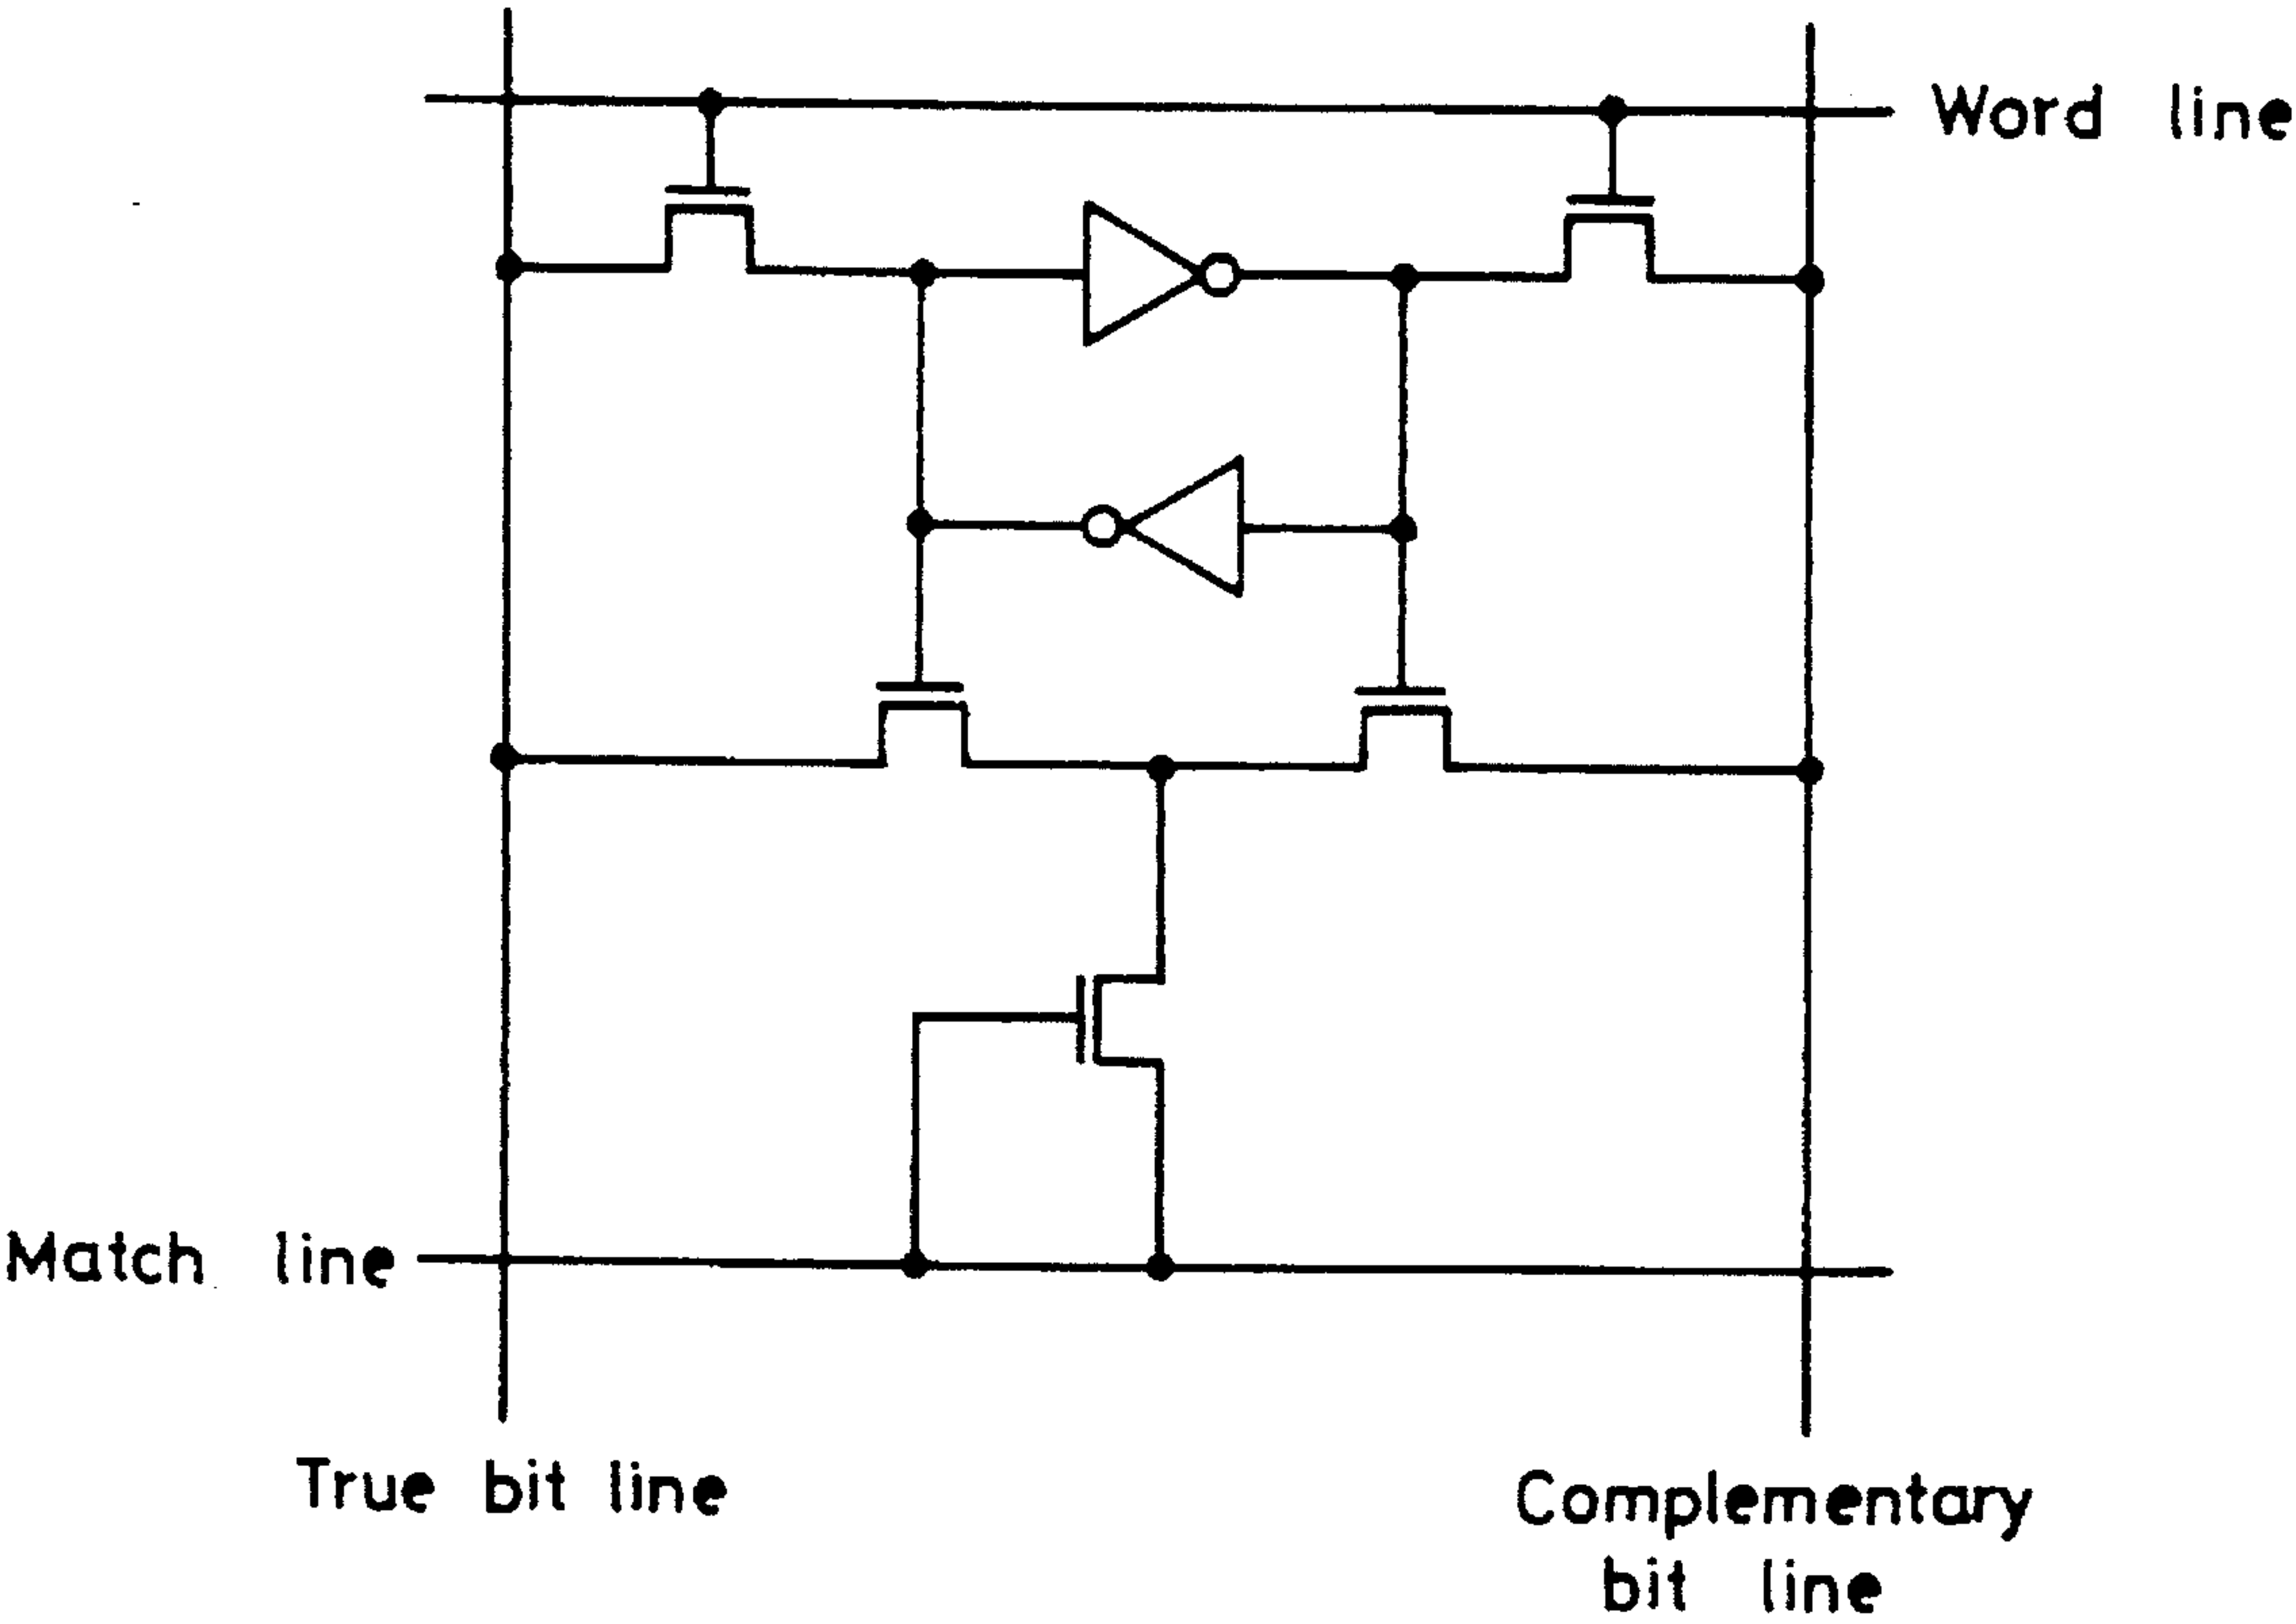 Word line
Match line
True bit line
Complementary
bit line